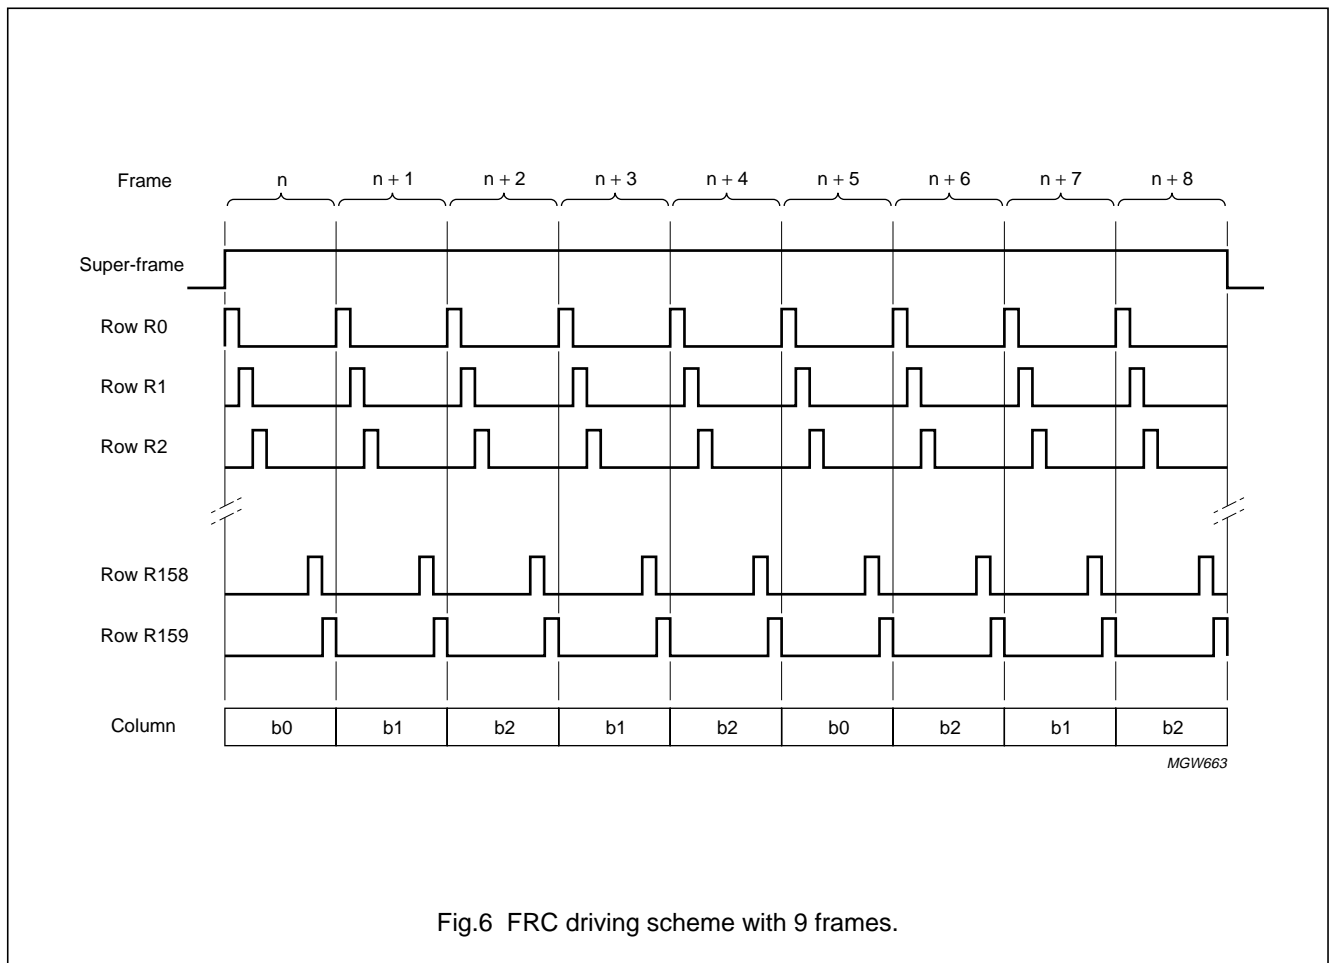 Frame n n + 1 n + 2 n + 3 n + 4 n + 5 n + 6 n + 7 n + 8
Super-frame
Row R0
Row R1
Row R2
Row R158
Row R159
Column b0 b1 b2 b1 b2 b0 b2 b1 b2
MGW663
Fig.6 FRC driving scheme with 9 frames.